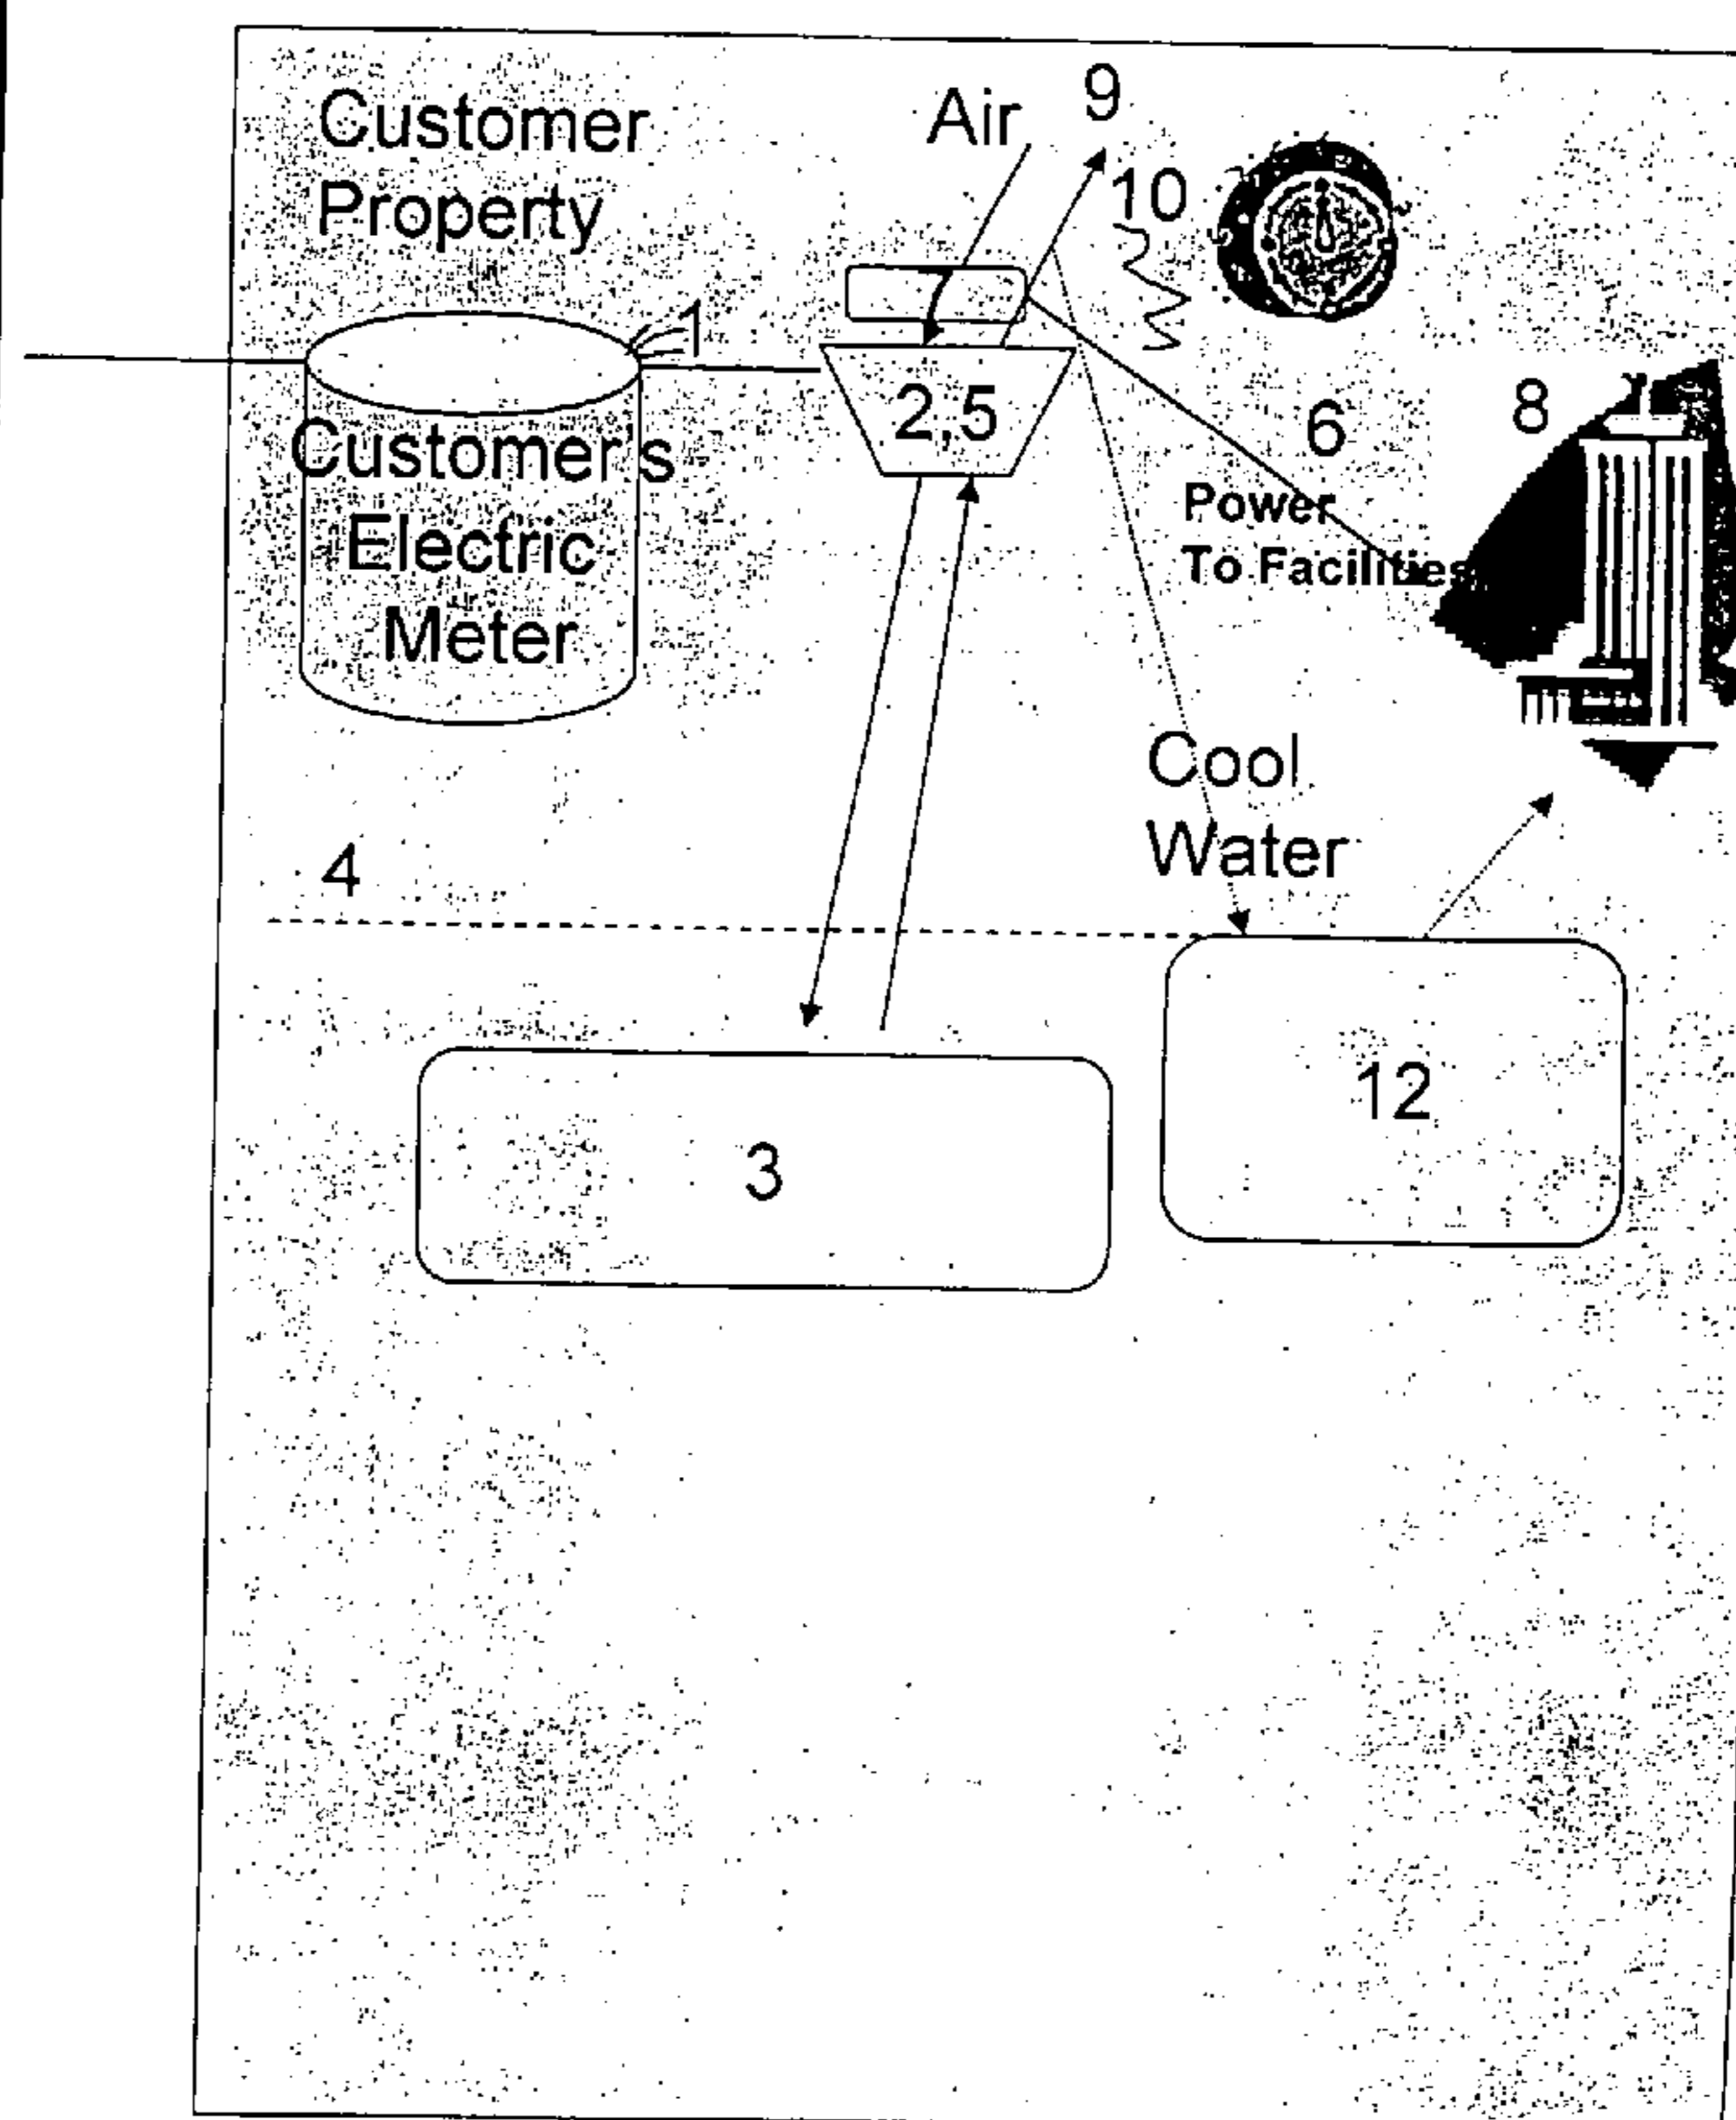 Customer
Property
Air
9
10
1
2,5
6
8
Customer's
Electric
Meter
Power
To Facilities
Cool
Water
4
12
3